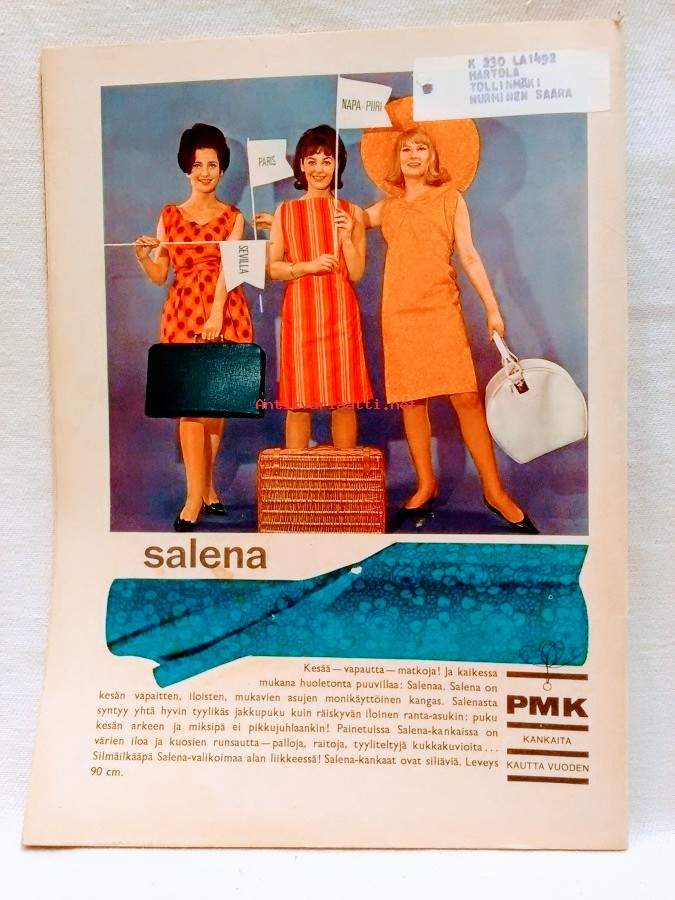 K 230 LA1492
HARTOLA
TOLLINMÄKI
NURMINEN SAARA
NAPA PIIRI
PARIS
SEVILLA
Antikvariaatti.net
salena
Kesää — vapautta — matkoja! Ja kaikessa
mukana huoletonta puuvillaa: Salenaa. Salena on
kesän vapaitten, iloisten, mukavien asujen monikäyttöinen kangas. Salenasta
syntyy yhtä hyvin tyylikäs jakkupuku kuin räiskyvän iloinen ranta-asukin: puku
kesän arkeen ja miksipä ei pikkujuhlaankin! Painetuissa Salena-kankaissa on
värien iloa ja kuosien runsautta — palloja, raitoja, tyyliteltyjä kukkakuvioita...
Silmäilkääpä Salena-valikoimaa alan liikkeessä! Salena-kankaat ovat siliäviä. Leveys
90 cm.
PMK
KANKAITA
KAUTTA VUODEN